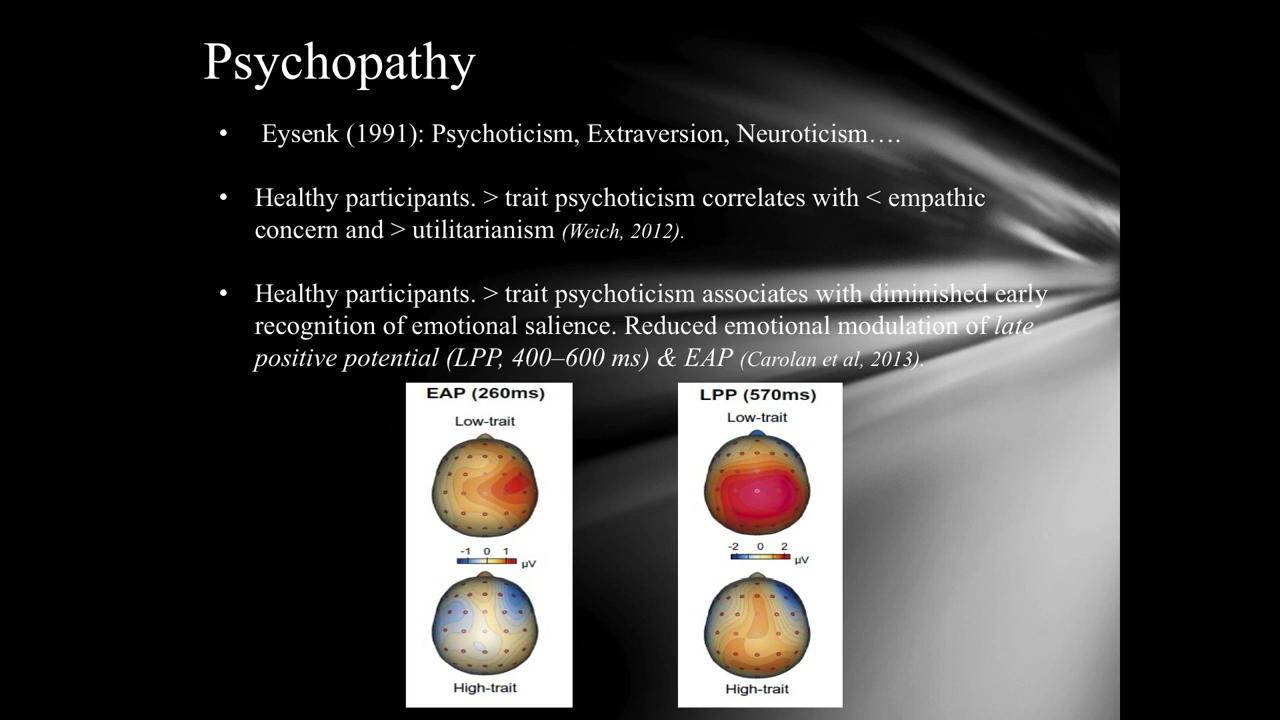 Psychopathy
• Eysenk (1991): Psychoticism, Extraversion, Neuroticism….
• Healthy participants. > trait psychoticism correlates with < empathic
concern and > utilitarianism (Weich, 2012).
• Healthy participants. > trait psychoticism associates with diminished early
recognition of emotional salience. Reduced emotional modulation of late
positive potential (LPP, 400–600 ms) & EAP (Carolan et al, 2013).
EAP (260ms)
Low-trait
-1 0 1
µV
High-trait
LPP (570ms)
Low-trait
-2 0 2
µV
High-trait